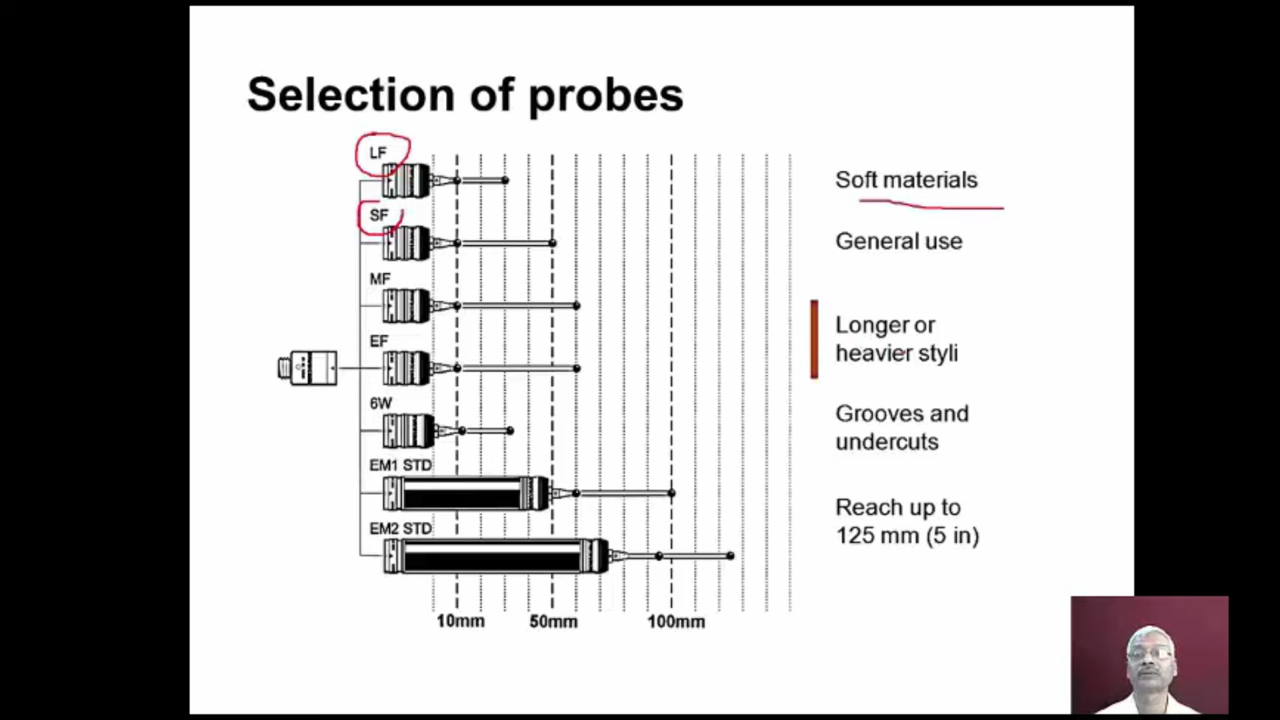 Selection of probes
LF
Soft materials
SF
General use
MF
Longer or
heavier styli
EF
6W
Grooves and
undercuts
EM1 STD
Reach up to
125 mm (5 in)
EM2 STD
10mm 50mm 100mm